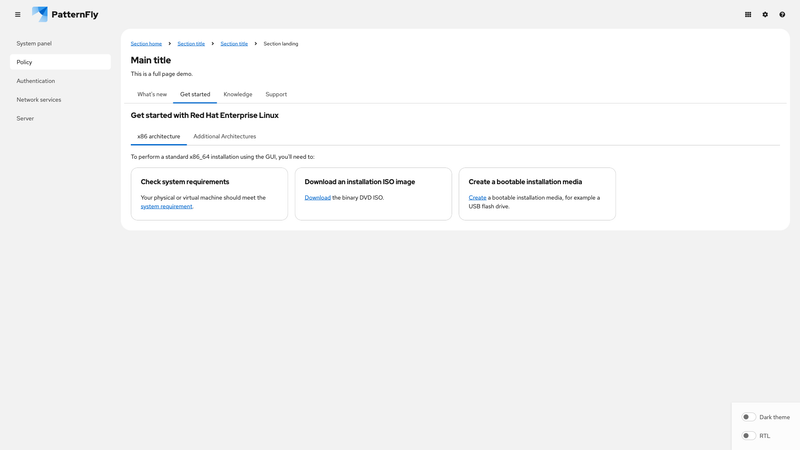 PatternFly
System panel
Policy
Authentication
Network services
Server
Section home
Section title
Section title
Section landing
Main title
This is a full page demo.
What's new
Get started
Knowledge
Support
Get started with Red Hat Enterprise Linux
x86 architecture
Additional Architectures
To perform a standard x86_64 installation using the GUI, you'll need to:
Check system requirements
Your physical or virtual machine should meet the
system requirement.
Download an installation ISO image
Download the binary DVD ISO.
Create a bootable installation media
Create a bootable installation media, for example a
USB flash drive.
Dark theme
RTL